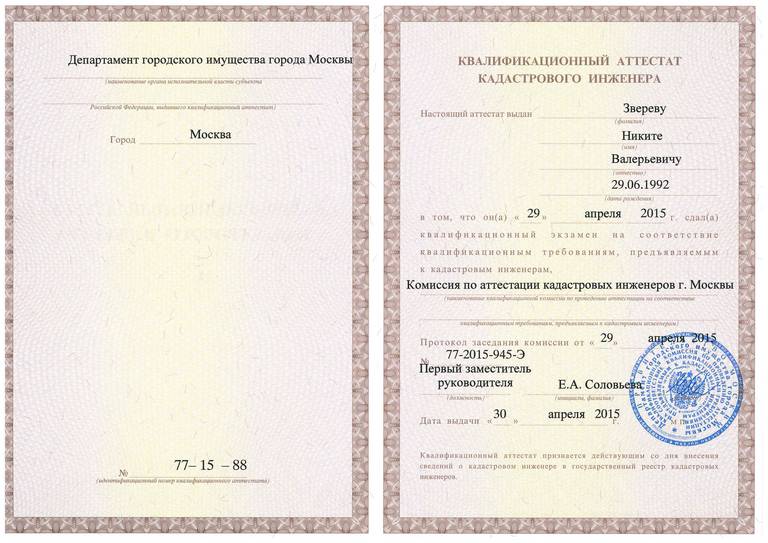 Департамент городского имущества города Москвы
(наименование органа исполнительной власти субъекта
Российской Федерации, выдавшего квалификационный аттестат)
Город Москва
№ 77– 15 – 88
(идентификационный номер квалификационного аттестата)
КВАЛИФИКАЦИОННЫЙ АТТЕСТАТ
КАДАСТРОВОГО ИНЖЕНЕРА
Настоящий аттестат выдан Звереву
(фамилия)
Никите
(имя)
Валерьевичу
(отчество)
29.06.1992
(дата рождения)
в том, что он(а) « 29 » апреля 2015 г. сдал(а)
квалификационный экзамен на соответствие
квалификационным требованиям, предъявляемым
к кадастровым инженерам,
Комиссия по аттестации кадастровых инженеров г. Москвы
(наименование квалификационной комиссии по проведению аттестации на соответствие
квалификационным требованиям, предъявляемым к кадастровым инженерам)
Протокол заседания комиссии от « 29 » апреля 2015
№ 77-2015-945-Э
Первый заместитель
руководителя Е.А. Соловьева
(должность) (инициалы, фамилия)
Дата выдачи « 30 » апреля 2015 г. М.П.
Квалификационный аттестат признается действующим со дня внесения
сведений о кадастровом инженере в государственный реестр кадастровых
инженеров.